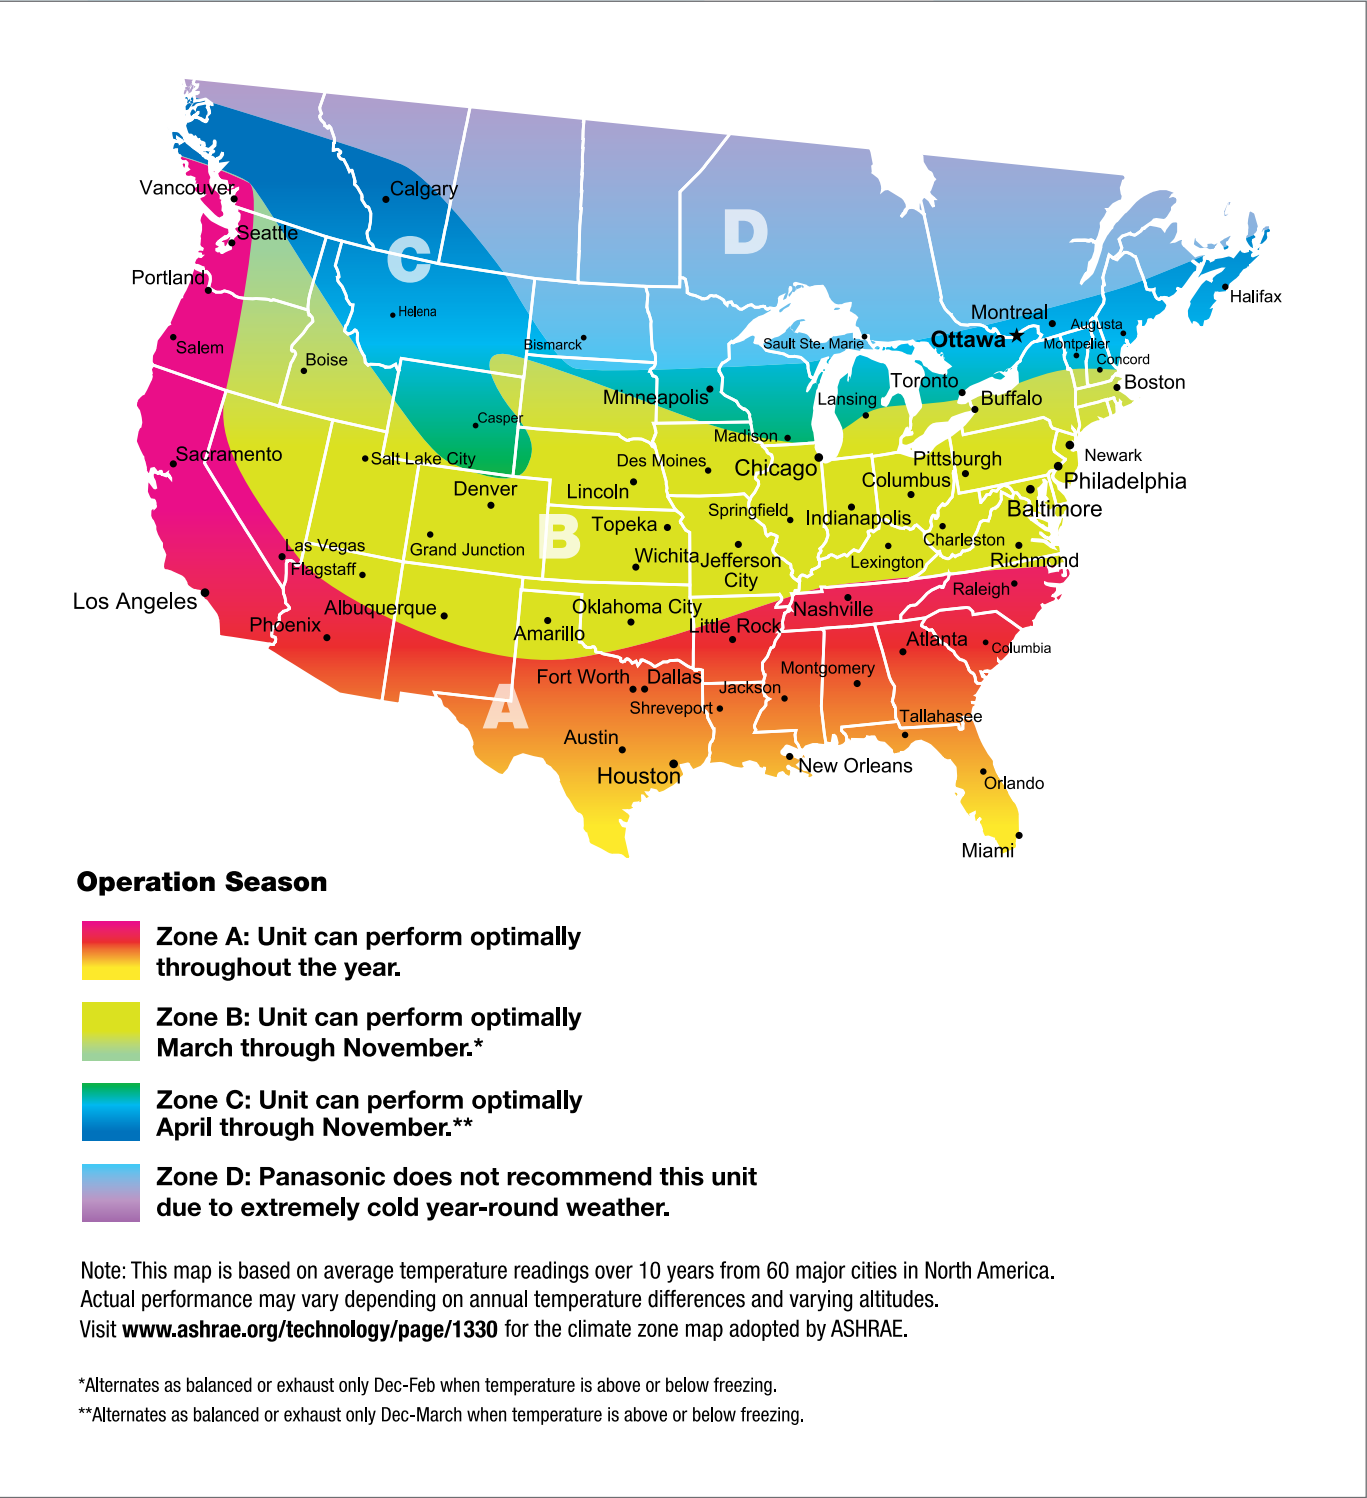 Vancouver
Calgary
C
D
Seattle
Portland
Helena
Halifax
Montreal
Augusta
Ottawa
Montpelier
Salem
Bismarck
Sault Ste. Marie
Concord
Boise
Toronto
Boston
Minneapolis
Lansing
Buffalo
Casper
Madison
Sacramento
Salt Lake City
Des Moines
Chicago
Pittsburgh
Newark
Denver
Lincoln
Columbus
Philadelphia
Springfield
Indianapolis
Baltimore
Topeka
B
Las Vegas
Grand Junction
Wichita
Jefferson
City
Charleston
Lexington
Richmond
Flagstaff
Los Angeles
Albuquerque
Oklahoma City
Nashville
Raleigh
Phoenix
Amarillo
Little Rock
Atlanta
Columbia
Fort Worth
Dallas
Montgomery
Jackson
A
Shreveport
Tallahasee
Austin
New Orleans
Houston
Orlando
Miami
Operation Season
Zone A: Unit can perform optimally
throughout the year.
Zone B: Unit can perform optimally
March through November.*
Zone C: Unit can perform optimally
April through November.**
Zone D: Panasonic does not recommend this unit
due to extremely cold year-round weather.
Note: This map is based on average temperature readings over 10 years from 60 major cities in North America.
Actual performance may vary depending on annual temperature differences and varying altitudes.
Visit www.ashrae.org/technology/page/1330 for the climate zone map adopted by ASHRAE.
*Alternates as balanced or exhaust only Dec-Feb when temperature is above or below freezing.
**Alternates as balanced or exhaust only Dec-March when temperature is above or below freezing.